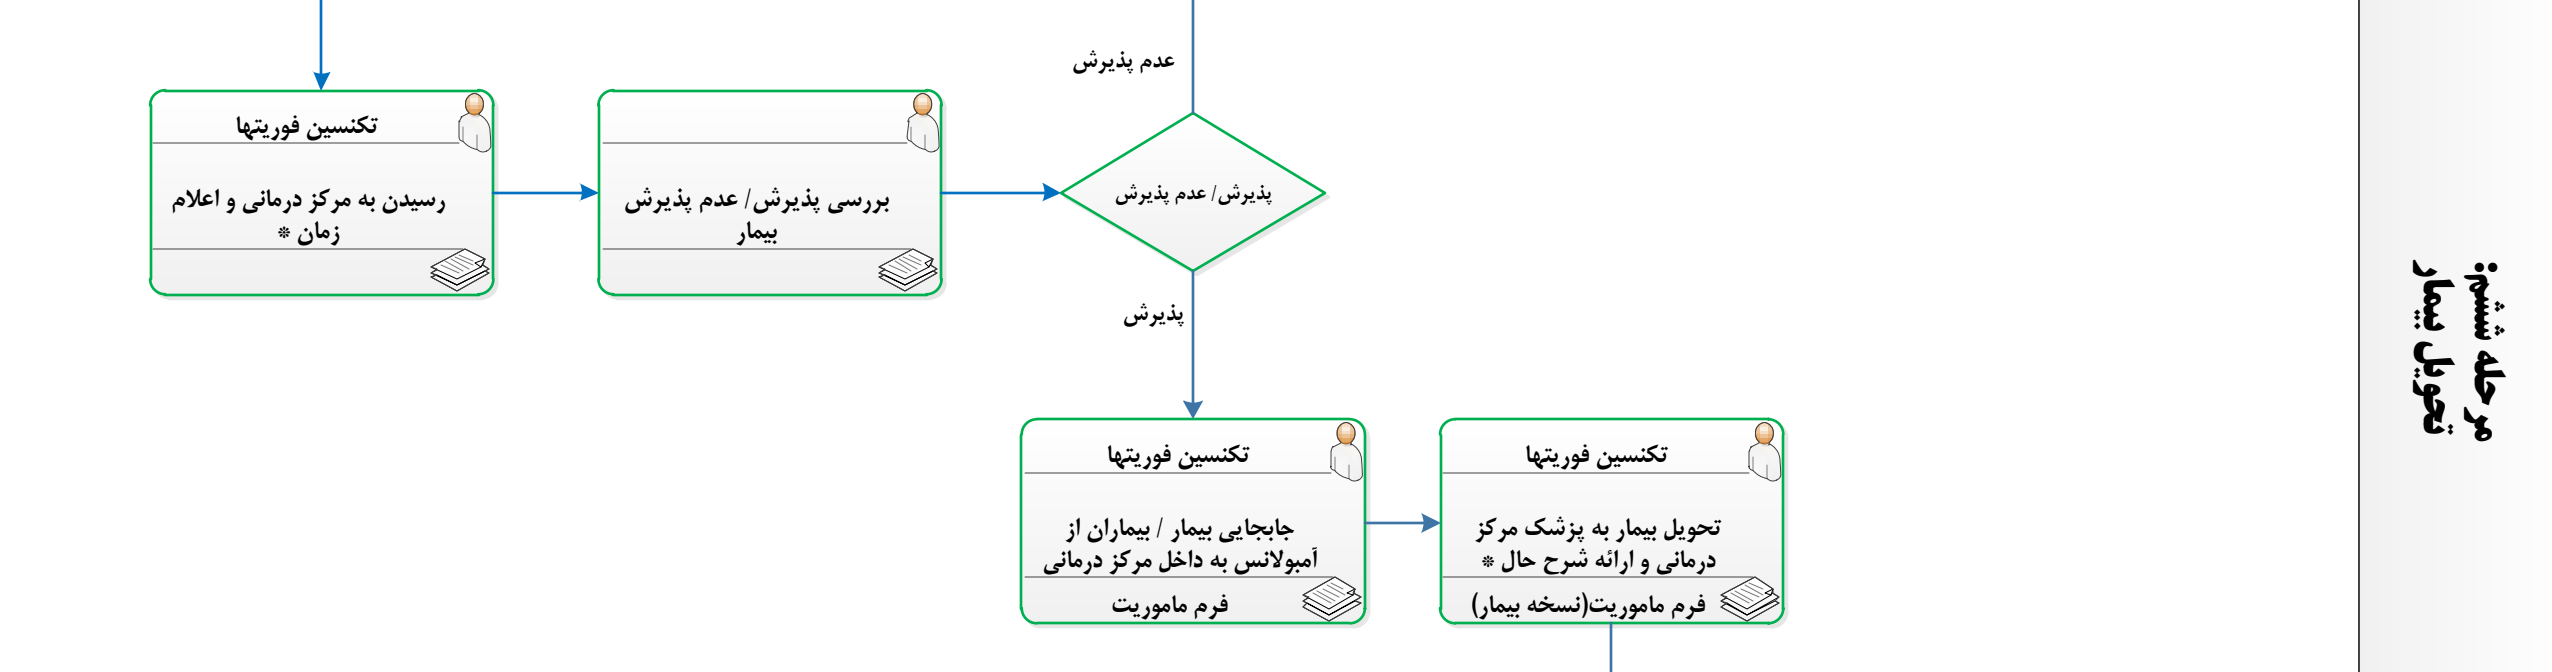 عدم پذیرش
تکنسین فوریتها
رسیدن به مرکز درمانی و اعلام
زمان *
بررسی پذیرش/ عدم پذیرش
بیمار
پذیرش/ عدم پذیرش
پذیرش
تکنسین فوریتها
جابجایی بیمار / بیماران از
آمبولانس به داخل مرکز درمانی
فرم ماموریت
تکنسین فوریتها
تحویل بیمار به پزشک مرکز
درمانی و ارائه شرح حال *
فرم ماموریت(نسخه بیمار)
مرحله ششم:
تحویل بیمار